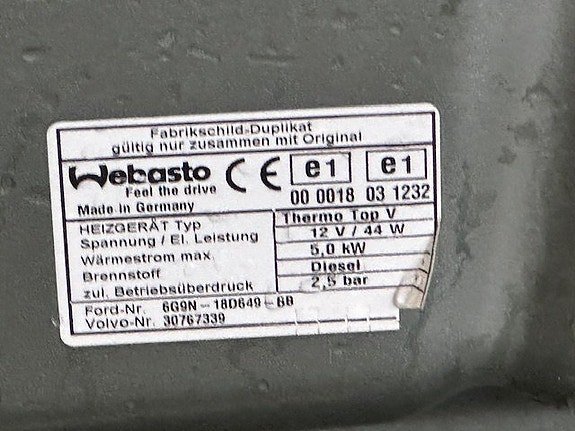 Fabrikschild-Duplikat
gültig nur zusammen mit Original
Webasto CE e1 e1
Feel the drive 00 0018 03 1232
Made in Germany
HEIZGERÄT Typ Thermo Top V
Spannung / El. Leistung 12 V / 44 W
Wärmestrom max. 5,0 kW
Brennstoff Diesel
zul. Betriebsüberdruck 2,5 bar
Ford-Nr. 6G9N-18D649-BB
Volvo-Nr. 30767339